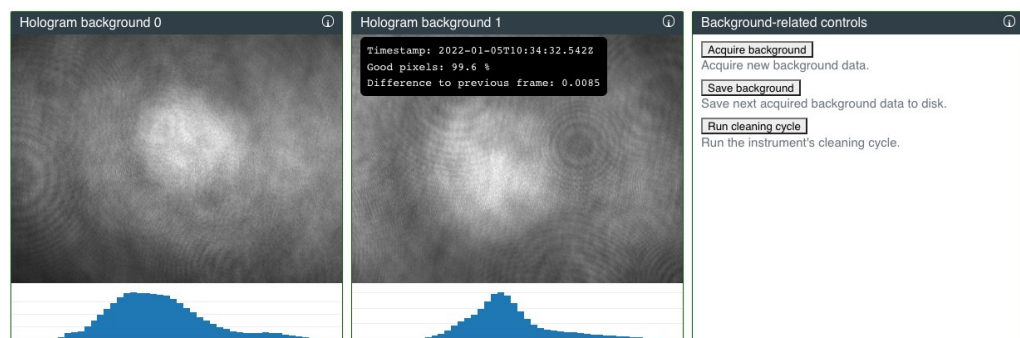 Hologram background 0
Hologram background 1
Timestamp: 2022-01-05T10:34:32.542Z
Good pixels: 99.6 %
Difference to previous frame: 0.0085
Background-related controls
Acquire background
Acquire new background data.
Save background
Save next acquired background data to disk.
Run cleaning cycle
Run the instrument's cleaning cycle.